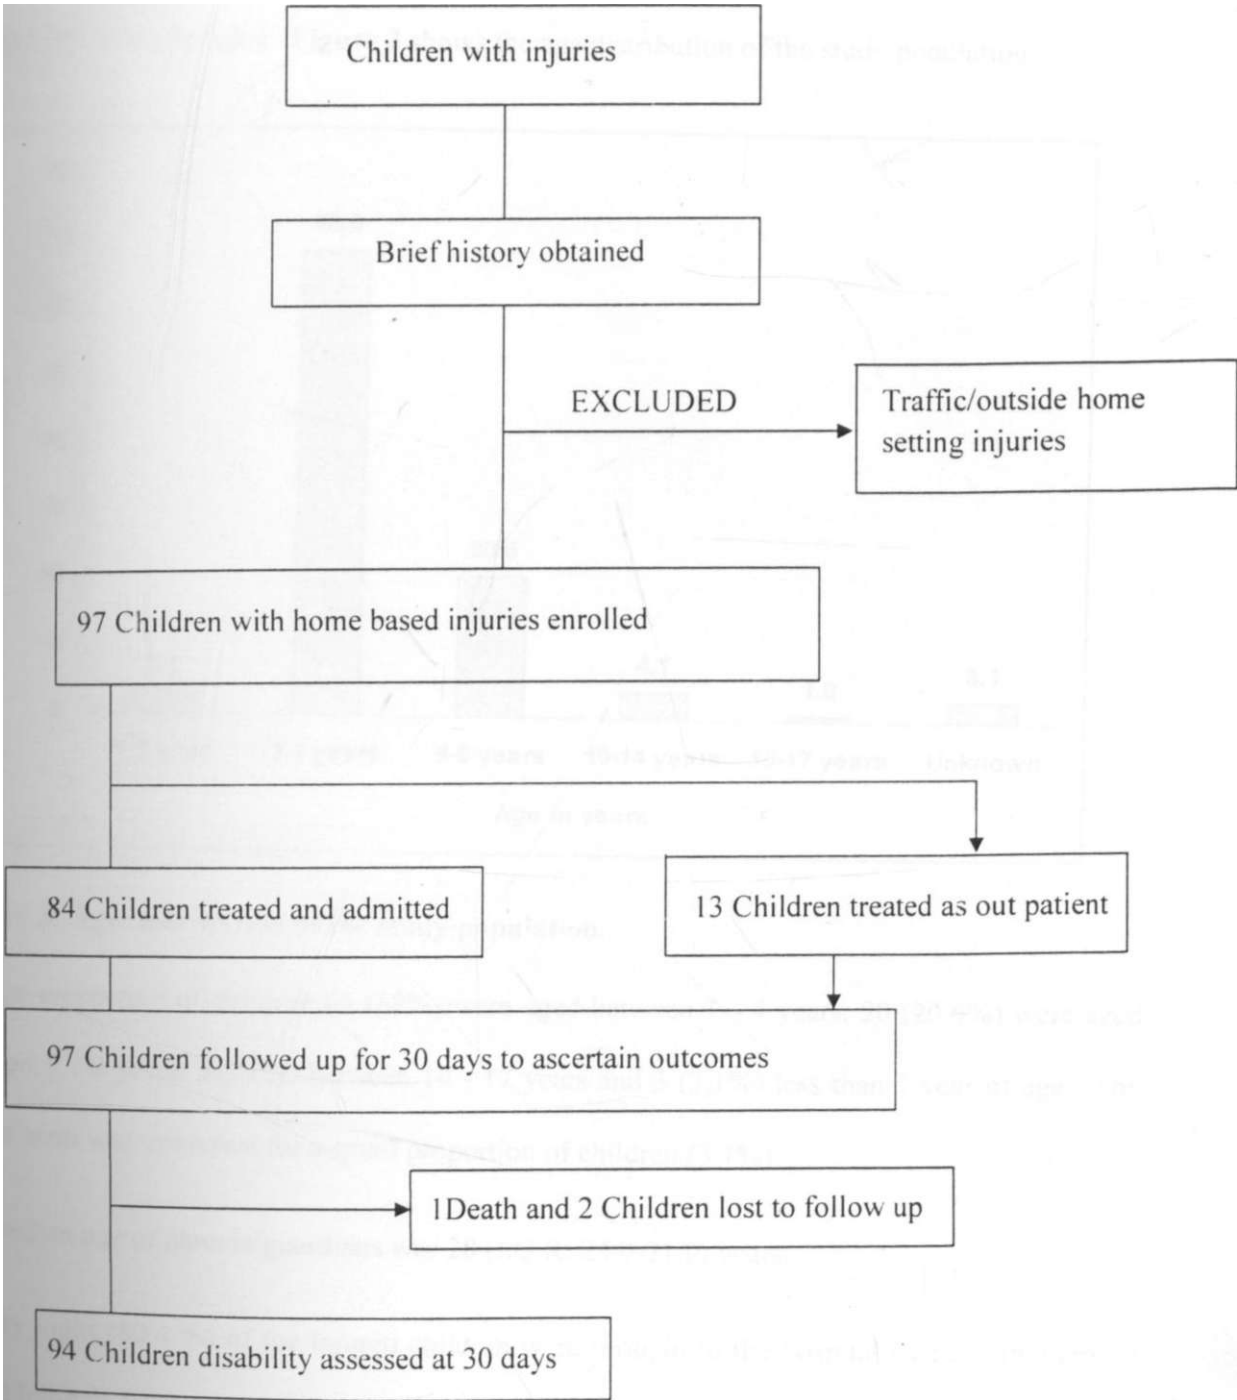 Children with injuries
Brief history obtained
EXCLUDED
Traffic/outside home
setting injuries
97 Children with home based injuries enrolled
84 Children treated and admitted
13 Children treated as out patient
97 Children followed up for 30 days to ascertain outcomes
1Death and 2 Children lost to follow up
94 Children disability assessed at 30 days